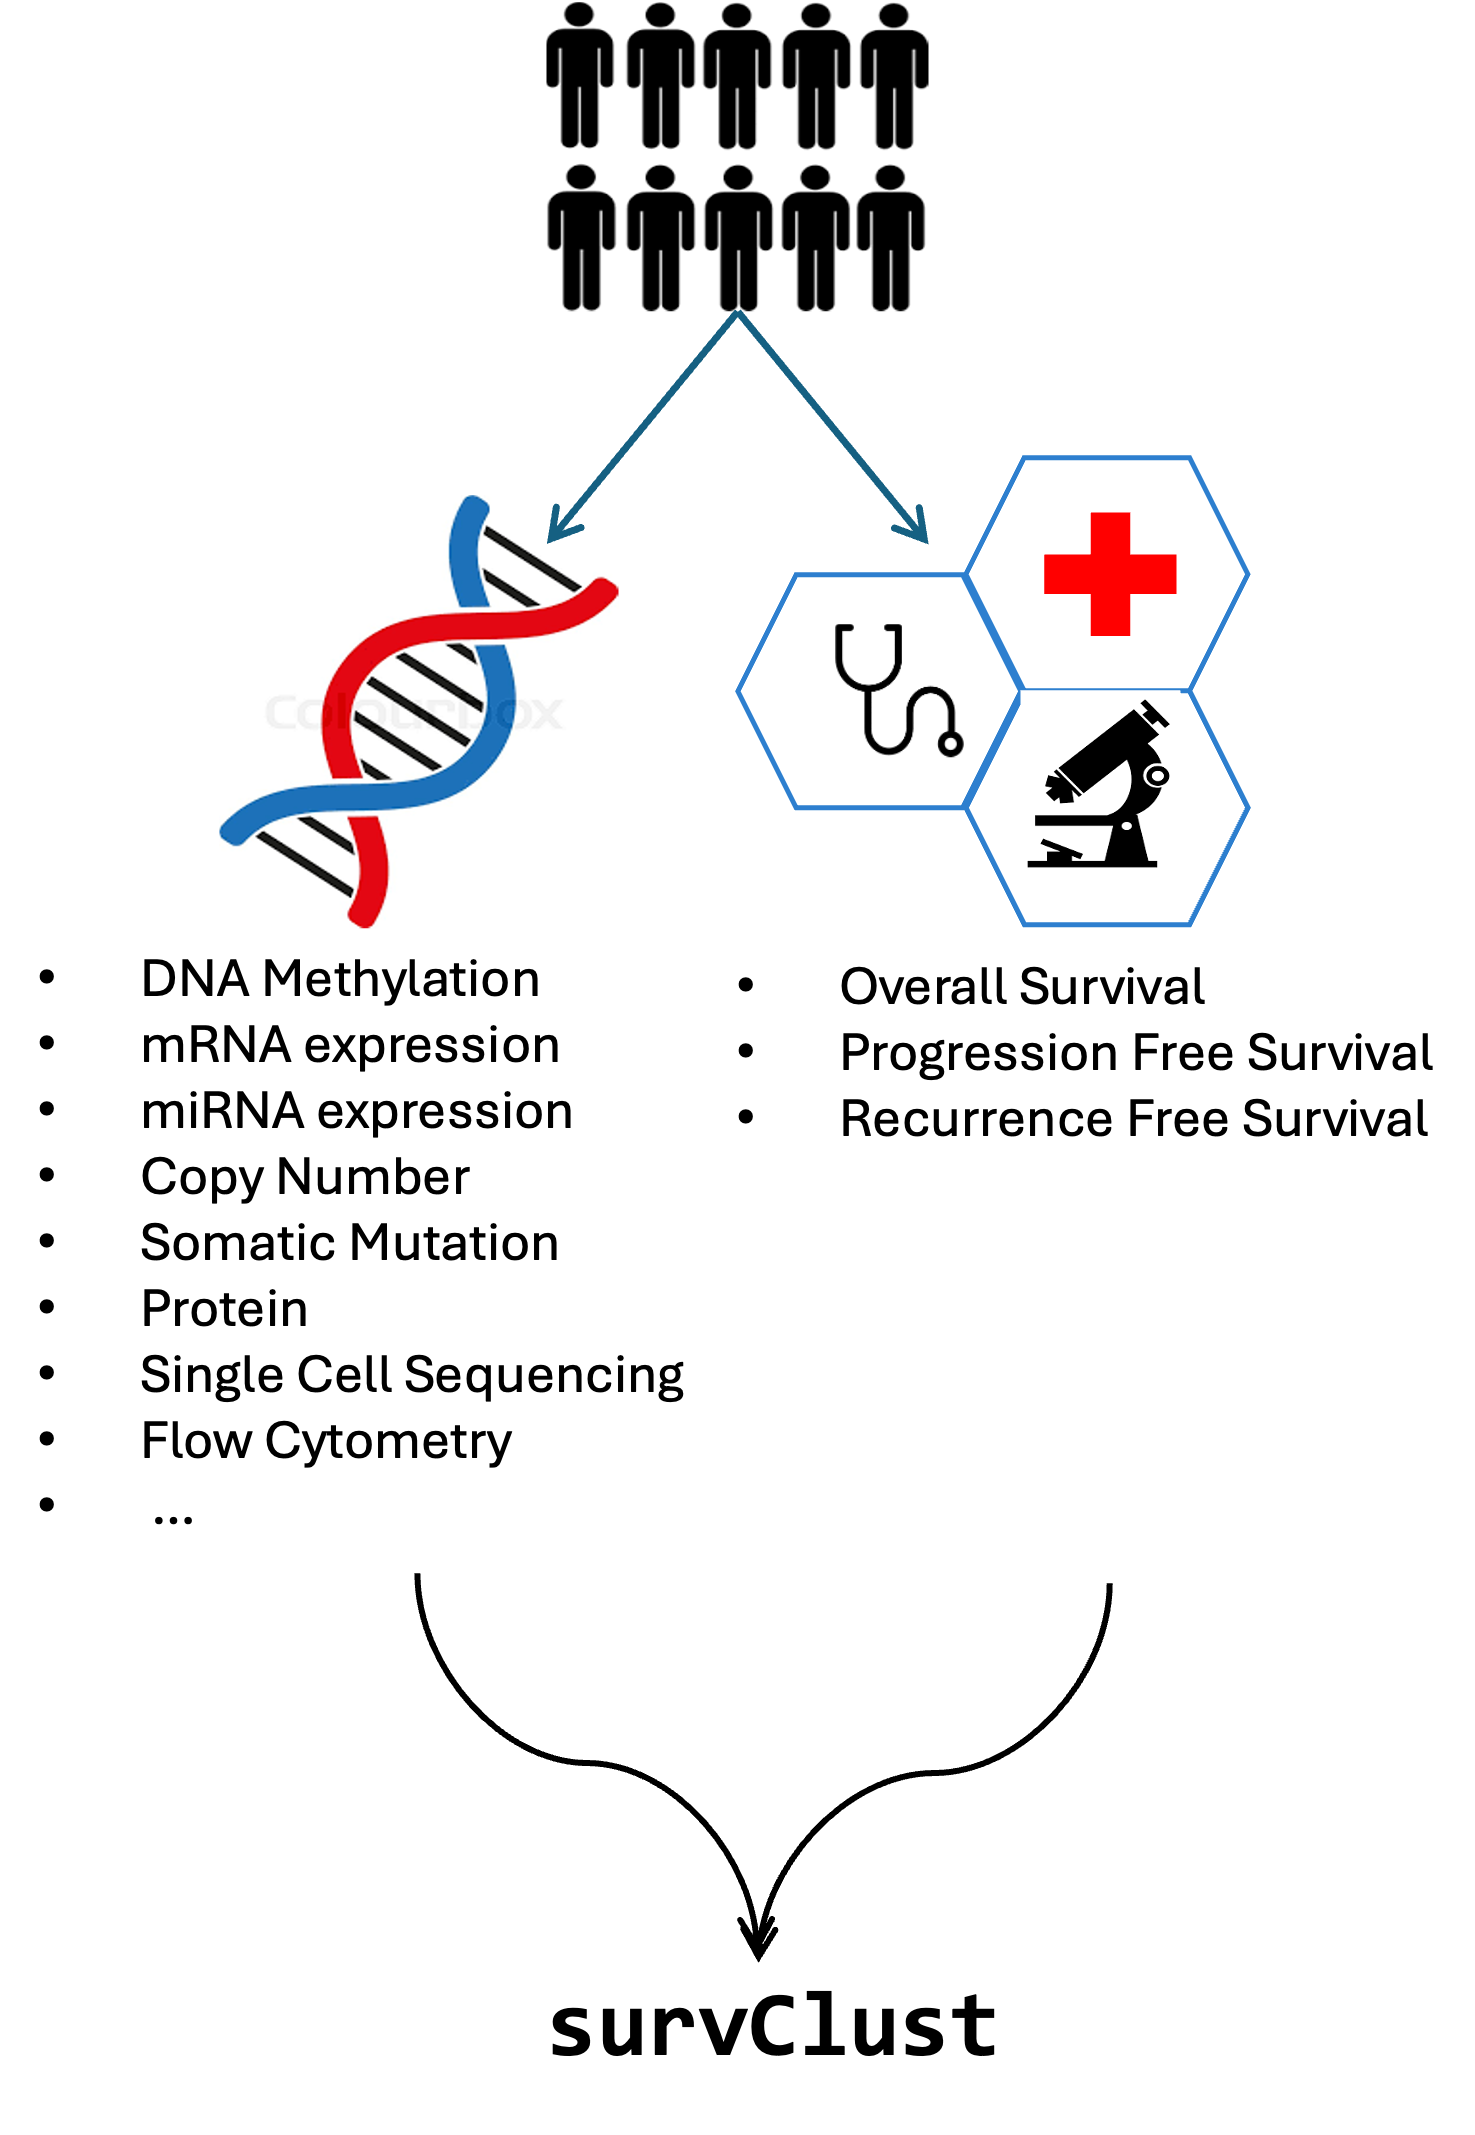 Colourbox
• DNA Methylation
• mRNA expression
• miRNA expression
• Copy Number
• Somatic Mutation
• Protein
• Single Cell Sequencing
• Flow Cytometry
• ...
• Overall Survival
• Progression Free Survival
• Recurrence Free Survival
survClust